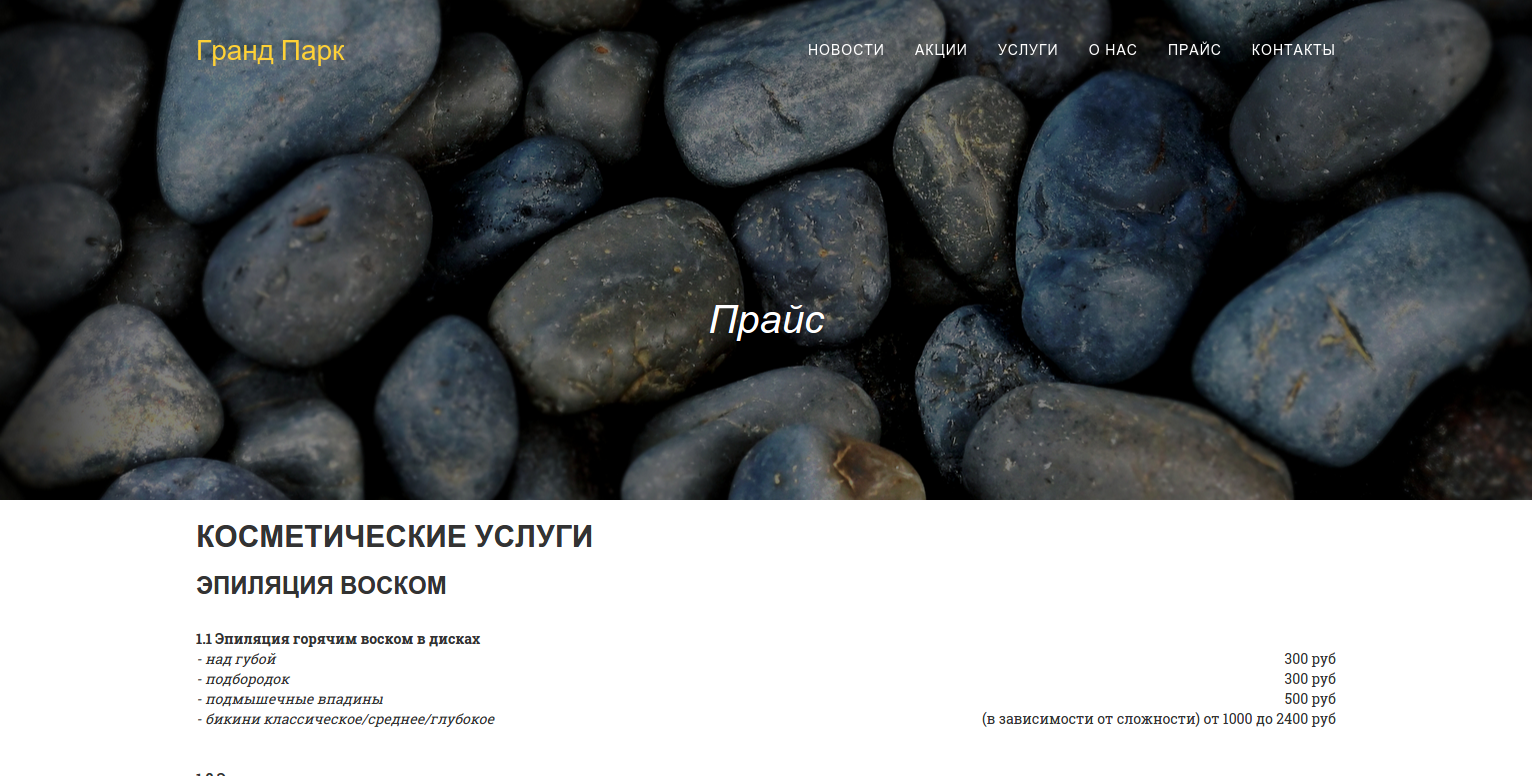 Гранд Парк
НОВОСТИ АКЦИИ УСЛУГИ О НАС ПРАЙС КОНТАКТЫ
Прайс
КОСМЕТИЧЕСКИЕ УСЛУГИ
ЭПИЛЯЦИЯ ВОСКОМ
1.1 Эпиляция горячим воском в дисках
- над губой 300 руб
- подбородок 300 руб
- подмышечные впадины 500 руб
- бикини классическое/среднее/глубокое (в зависимости от сложности) от 1000 до 2400 руб